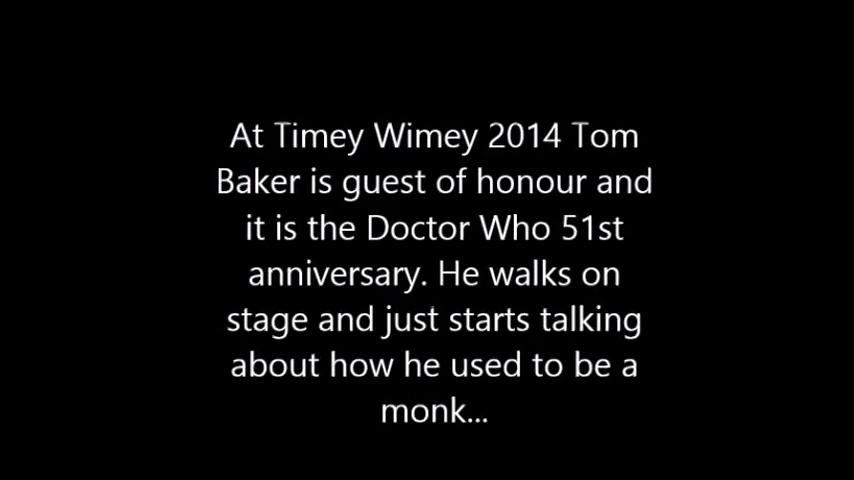 At Timey Wimey 2014 Tom
Baker is guest of honour and
it is the Doctor Who 51st
anniversary. He walks on
stage and just starts talking
about how he used to be a
monk...